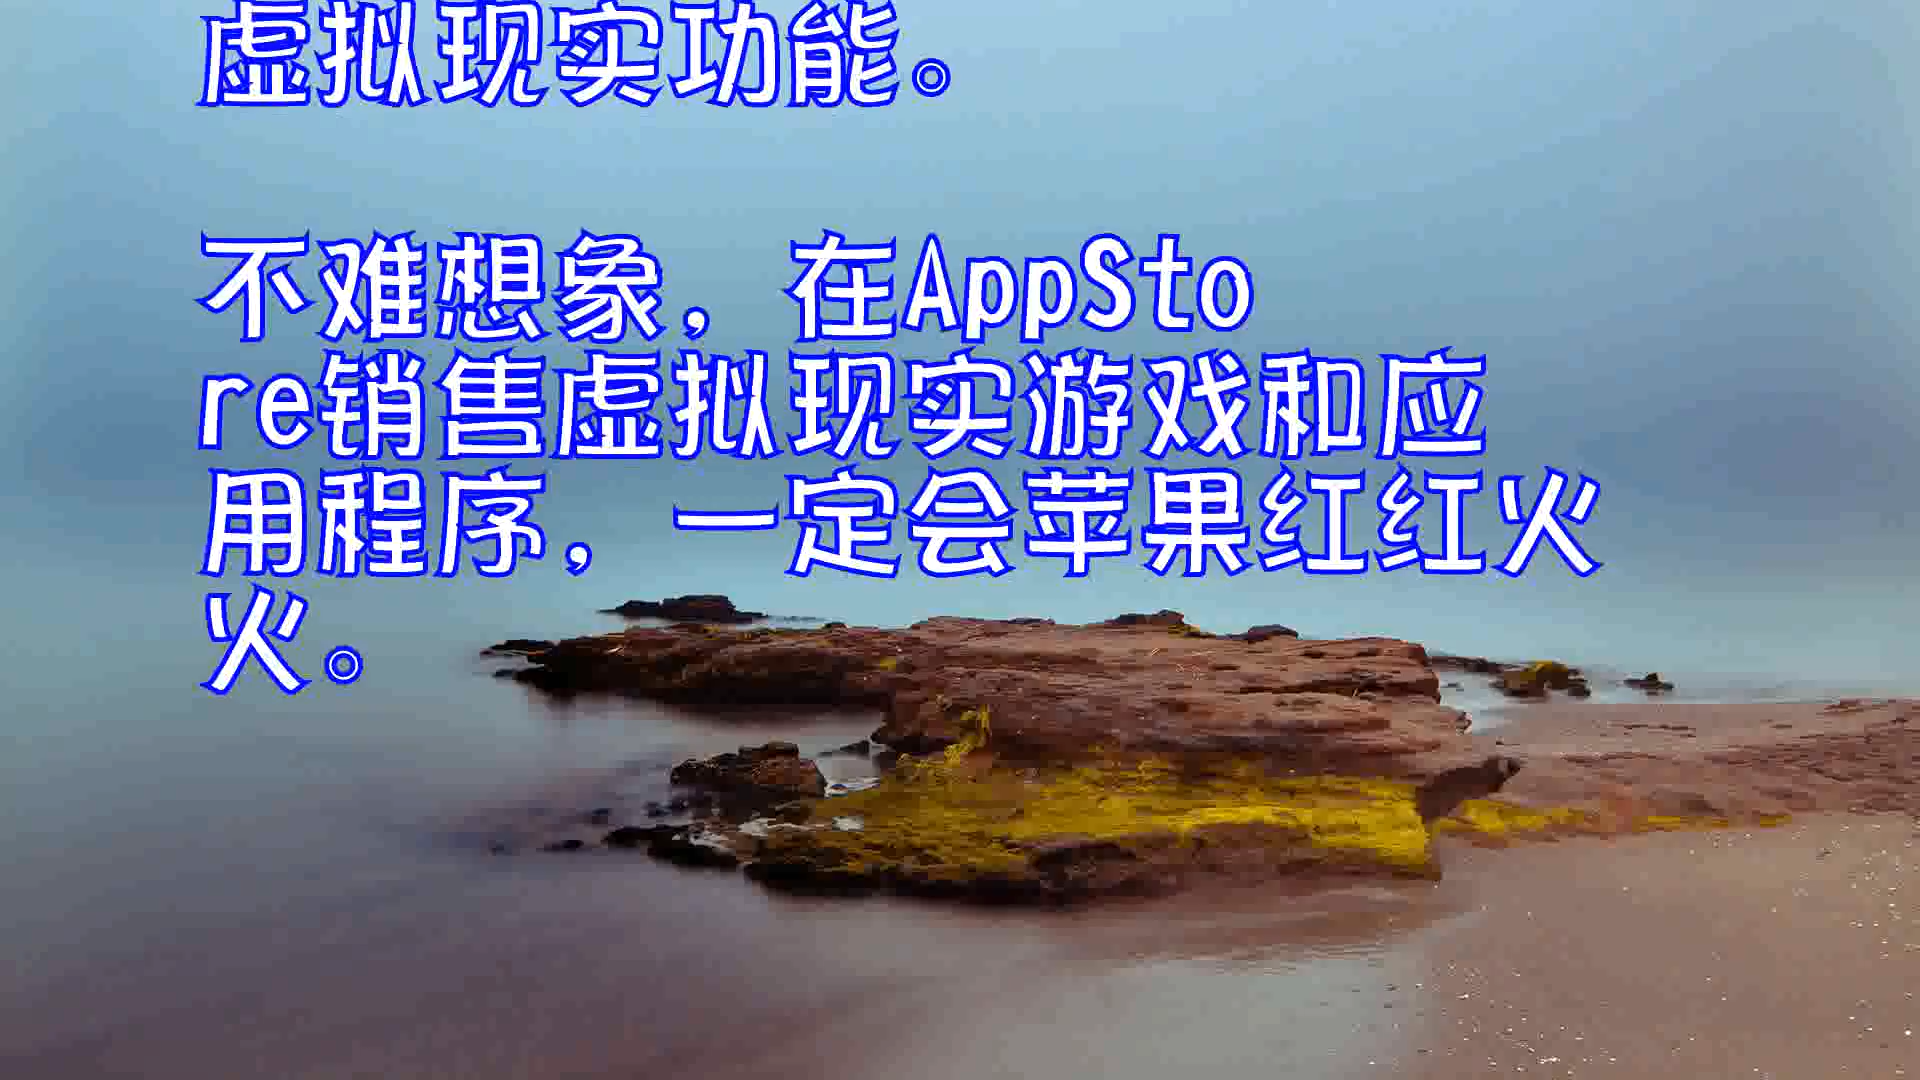 虚拟现实功能。
不难想象，在AppSto
re销售虚拟现实游戏和应
用程序，一定会苹果红红火
火。